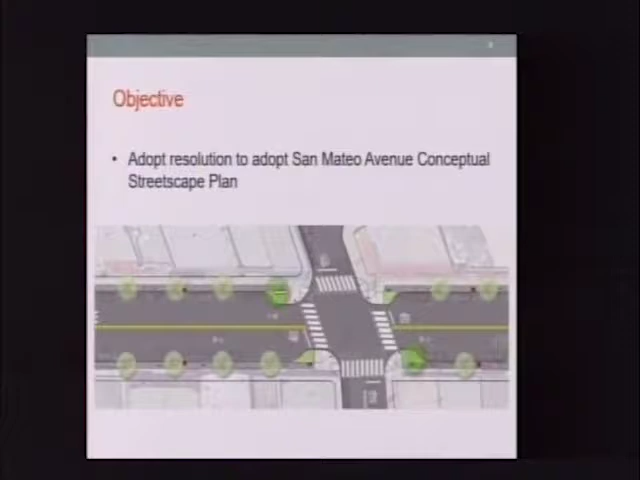 Objective
• Adopt resolution to adopt San Mateo Avenue Conceptual
Streetscape Plan